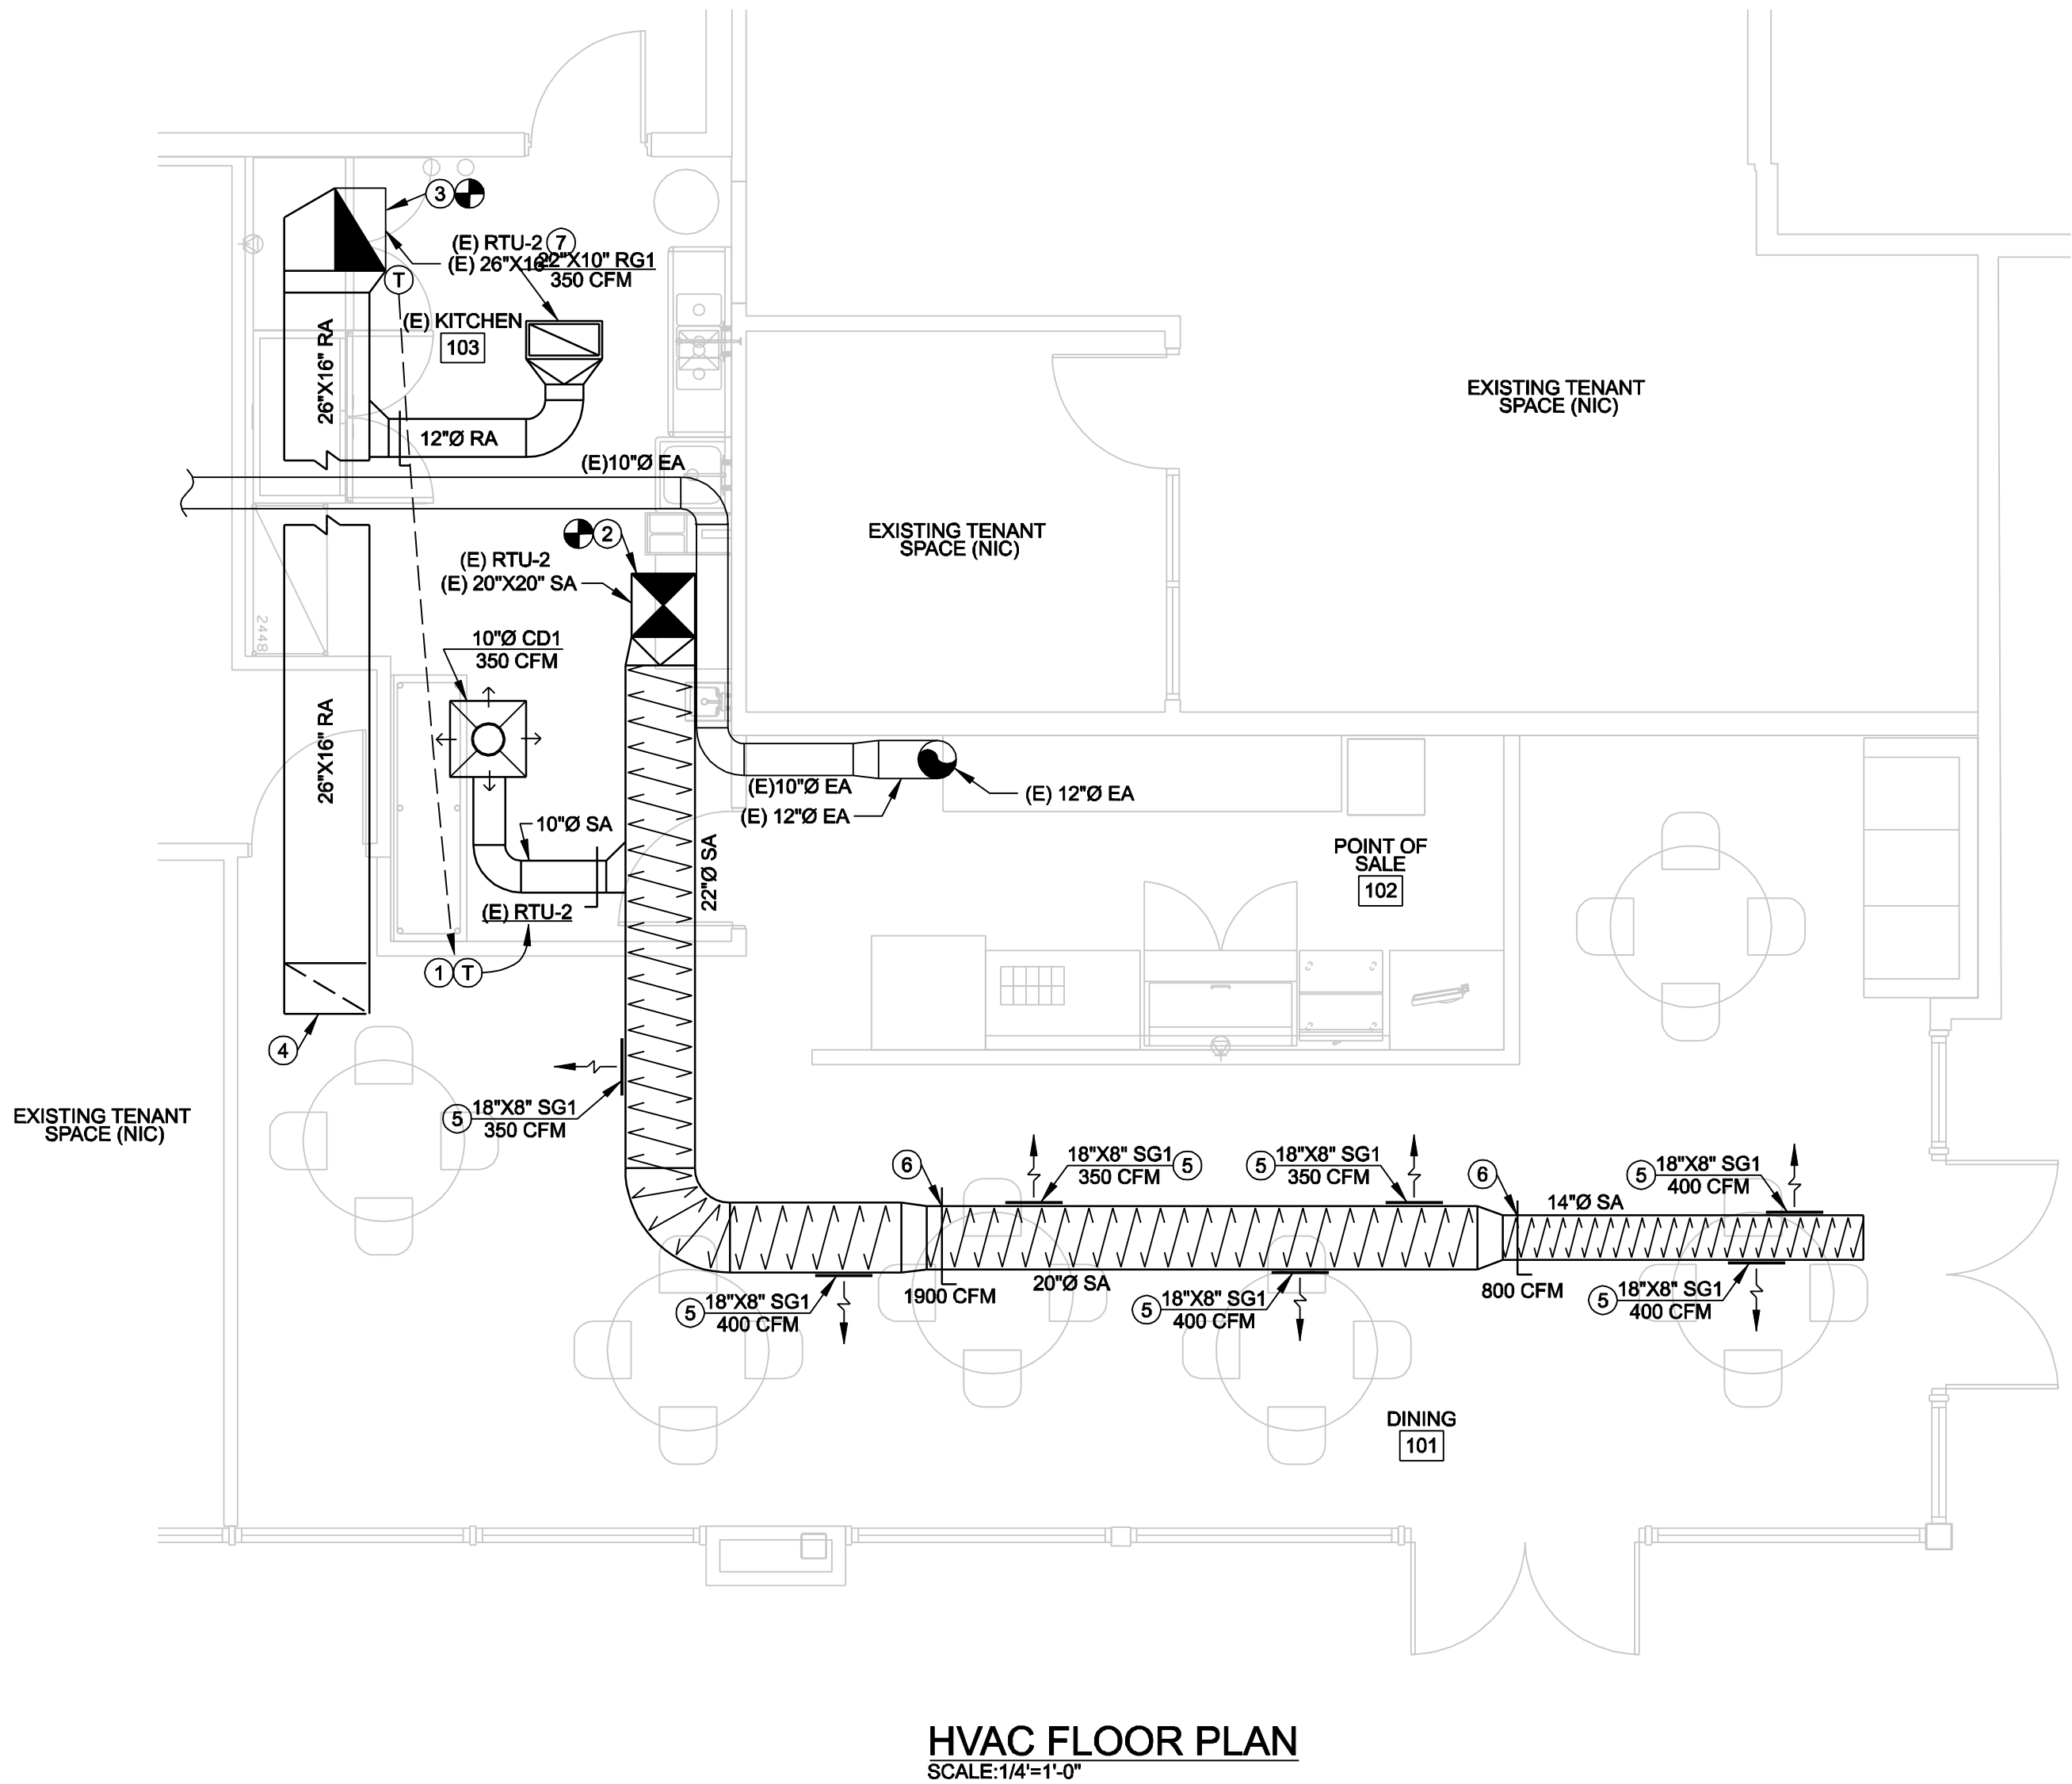 3
(E) RTU-2
7
(E) 26"X16"
22"X10" RG1
350 CFM
T
(E) KITCHEN
103
26"X16" RA
12"Ø RA
(E)10"Ø EA
2
(E) RTU-2
(E) 20"X20" SA
2448
10"Ø CD1
350 CFM
26"X16" RA
10"Ø SA
22"Ø SA
(E) RTU-2
1
T
4
(E)10"Ø EA
(E) 12"Ø EA
(E) 12"Ø EA
EXISTING TENANT
SPACE (NIC)
EXISTING TENANT
SPACE (NIC)
POINT OF
SALE
102
EXISTING TENANT
SPACE (NIC)
5
18"X8" SG1
350 CFM
6
18"X8" SG1
350 CFM
5
5
18"X8" SG1
350 CFM
6
5
18"X8" SG1
400 CFM
14"Ø SA
5
18"X8" SG1
400 CFM
1900 CFM
20"Ø SA
5
18"X8" SG1
400 CFM
800 CFM
5
18"X8" SG1
400 CFM
DINING
101
HVAC FLOOR PLAN
SCALE:1/4'=1'-0"